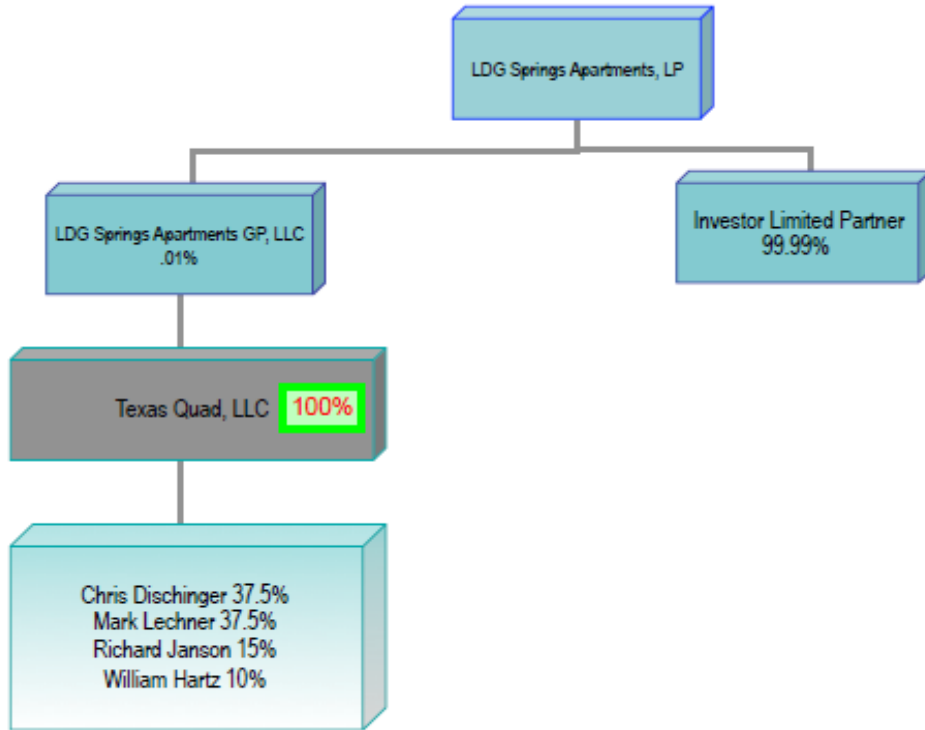 LDG Springs Apartments, LP
LDG Springs Apartments GP, LLC
.01%
Investor Limited Partner
99.99%
Texas Quad, LLC 100%
Chris Dischinger 37.5%
Mark Lechner 37.5%
Richard Janson 15%
William Hartz 10%